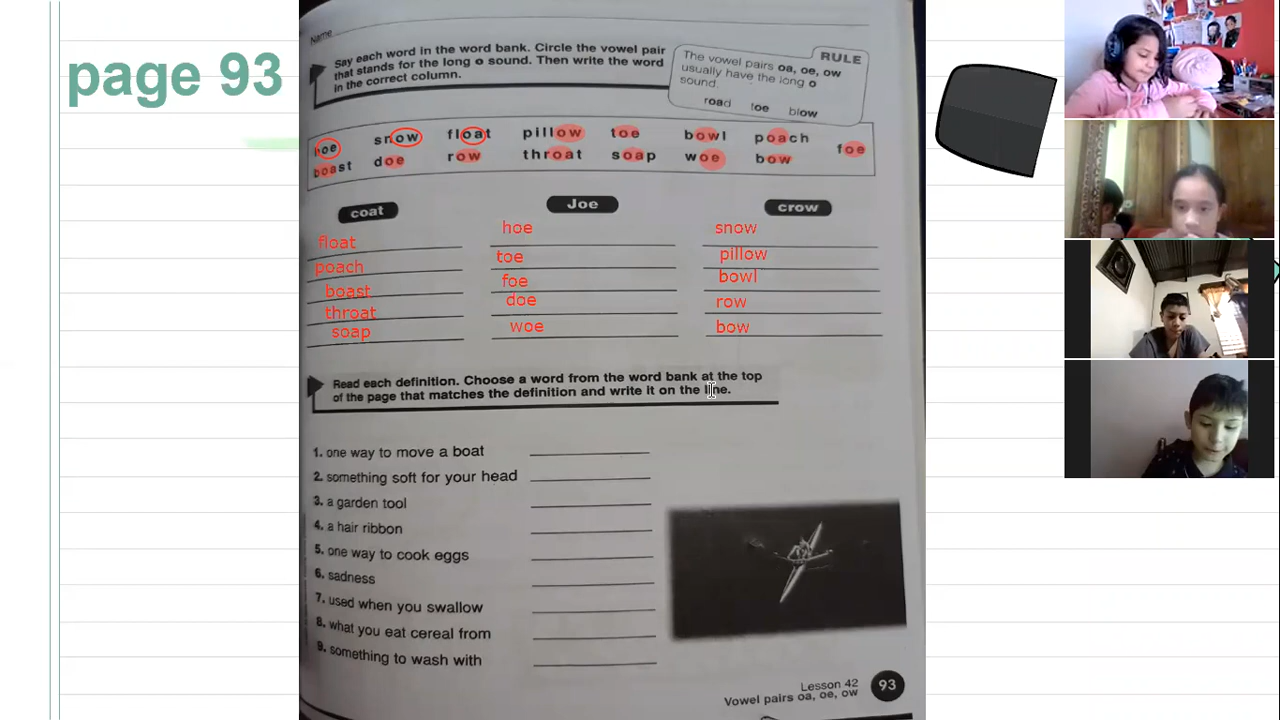 page 93
Name
Say each word in the word bank. Circle the vowel pair
that stands for the long o sound. Then write the word
in the correct column.
RULE
The vowel pairs oa, oe, ow
usually have the long o
sound.
road toe blow
hoe snow float pillow toe bowl poach foe
boast doe row throat soap woe bow
coat Joe crow
float hoe snow
poach toe pillow
boast foe bowl
throat doe row
soap woe bow
Read each definition. Choose a word from the word bank at the top
of the page that matches the definition and write it on the line.
1. one way to move a boat
2. something soft for your head
3. a garden tool
4. a hair ribbon
5. one way to cook eggs
6. sadness
7. used when you swallow
8. what you eat cereal from
9. something to wash with
Lesson 42
Vowel pairs oa, oe, ow
93